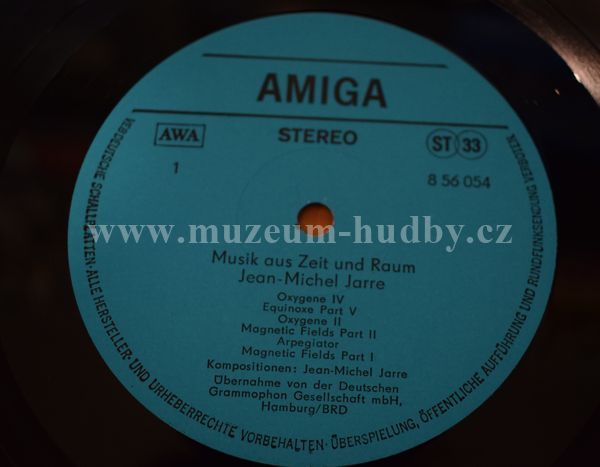 AMIGA
AWA
STEREO
ST 33
1
8 56 054
www.muzeum-hudby.cz
Musik aus Zeit und Raum
Jean-Michel Jarre
Oxygene IV
Equinoxe Part V
Oxygene II
Magnetic Fields Part II
Arpegiator
Magnetic Fields Part I
Kompositionen: Jean-Michel Jarre
Übernahme von der Deutschen
Grammophon Gesellschaft mbH,
Hamburg/BRD
VEB DEUTSCHE SCHALLPLATTEN · ALLE HERSTELLER- UND URHEBERRECHTE VORBEHALTEN · ÜBERSPIELUNG, ÖFFENTLICHE AUFFÜHRUNG UND RUNDFUNKSENDUNG VERBOTEN.